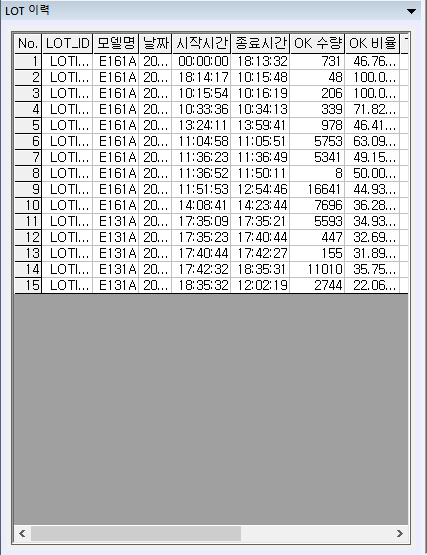 LOT 이력
No. LOT_ID 모델명 날짜 시작시간 종료시간 OK 수량 OK 비율
1 LOTI... E161A 20... 00:00:00 18:13:32 731 46.76...
2 LOTI... E161A 20... 18:14:17 10:15:48 48 100.0...
3 LOTI... E161A 20... 10:15:54 10:16:19 206 100.0...
4 LOTI... E161A 20... 10:33:36 10:34:13 339 71.82...
5 LOTI... E161A 20... 13:24:11 13:59:41 978 46.41...
6 LOTI... E161A 20... 11:04:58 11:05:51 5753 63.09...
7 LOTI... E161A 20... 11:36:23 11:36:49 5341 49.15...
8 LOTI... E161A 20... 11:36:52 11:50:11 8 50.00...
9 LOTI... E161A 20... 11:51:53 12:54:46 16641 44.93...
10 LOTI... E161A 20... 14:08:41 14:23:44 7696 36.28...
11 LOTI... E131A 20... 17:35:09 17:35:21 5593 34.93...
12 LOTI... E131A 20... 17:35:23 17:40:44 447 32.69...
13 LOTI... E131A 20... 17:40:44 17:42:27 155 31.89...
14 LOTI... E131A 20... 17:42:32 18:35:31 11010 35.75...
15 LOTI... E131A 20... 18:35:32 12:02:19 2744 22.06...